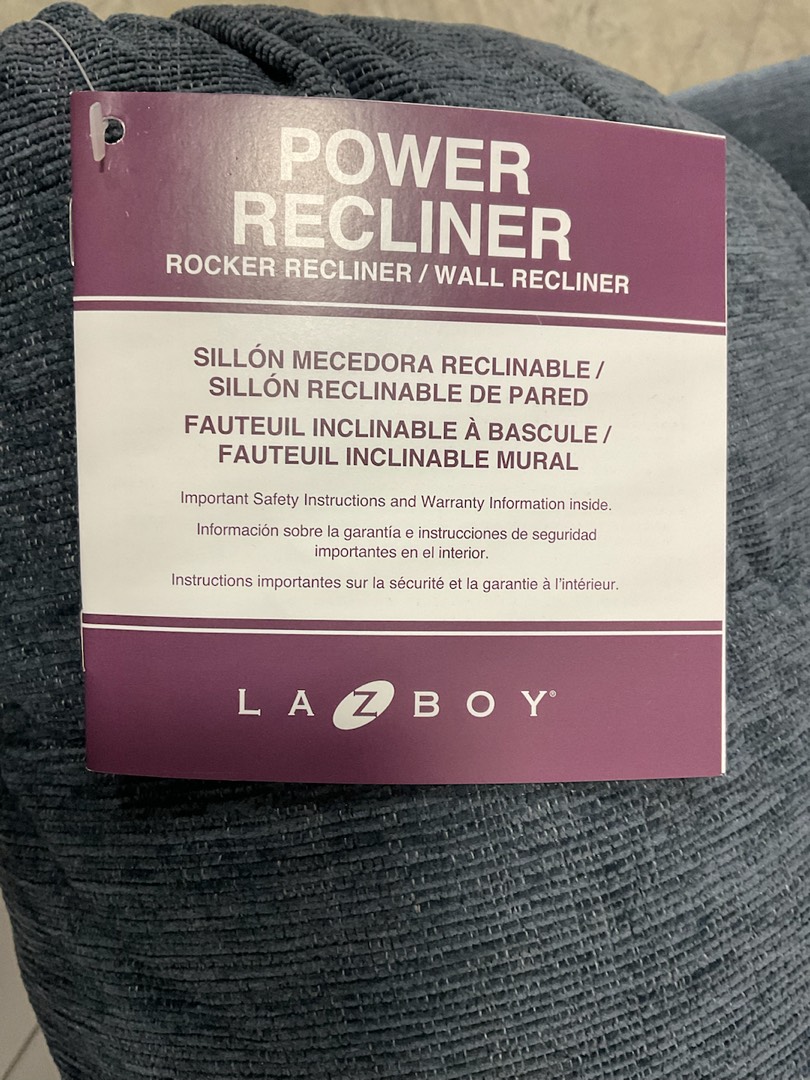 POWER
RECLINER
ROCKER RECLINER / WALL RECLINER
SILLÓN MECEDORA RECLINABLE /
SILLÓN RECLINABLE DE PARED
FAUTEUIL INCLINABLE À BASCULE /
FAUTEUIL INCLINABLE MURAL
Important Safety Instructions and Warranty Information inside.
Información sobre la garantía e instrucciones de seguridad
importantes en el interior.
Instructions importantes sur la sécurité et la garantie à l'intérieur.
LAZBOY®